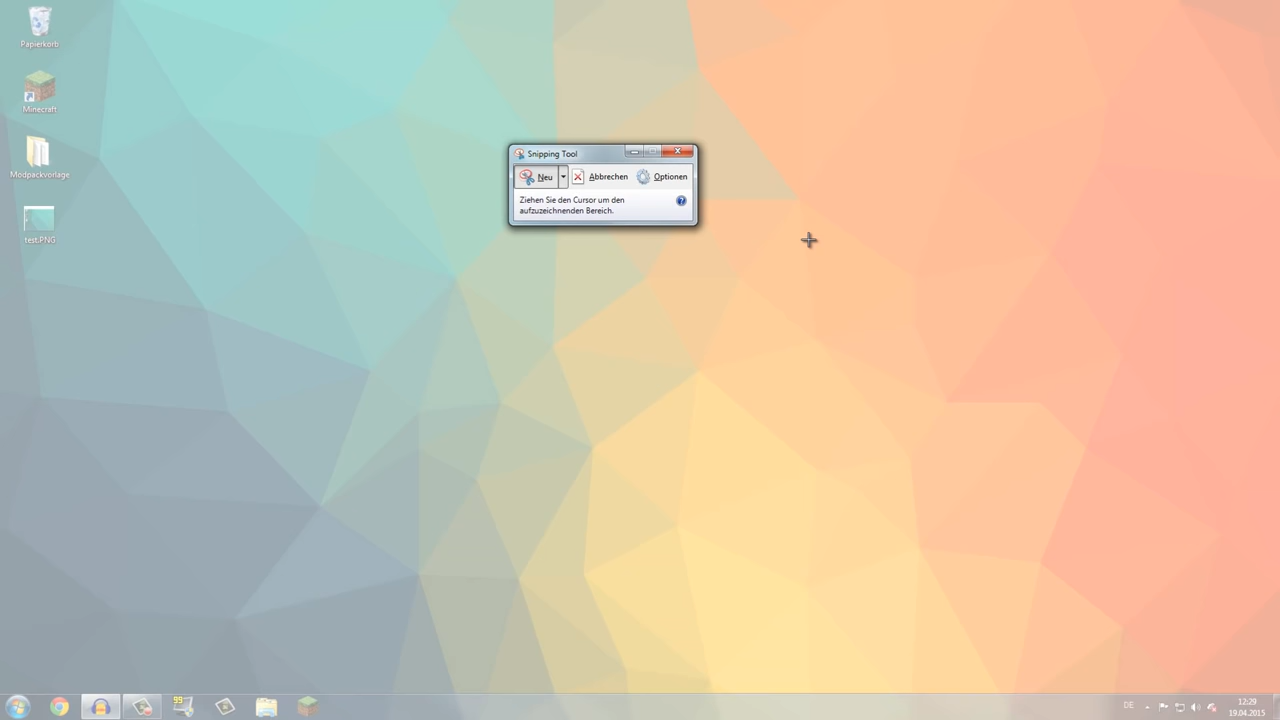 Papierkorb
Minecraft
Modpackvorlage
test.PNG
Snipping Tool
Neu
Abbrechen
Optionen
Ziehen Sie den Cursor um den
aufzuzeichnenden Bereich.
99
DE
12:29
19.04.2015